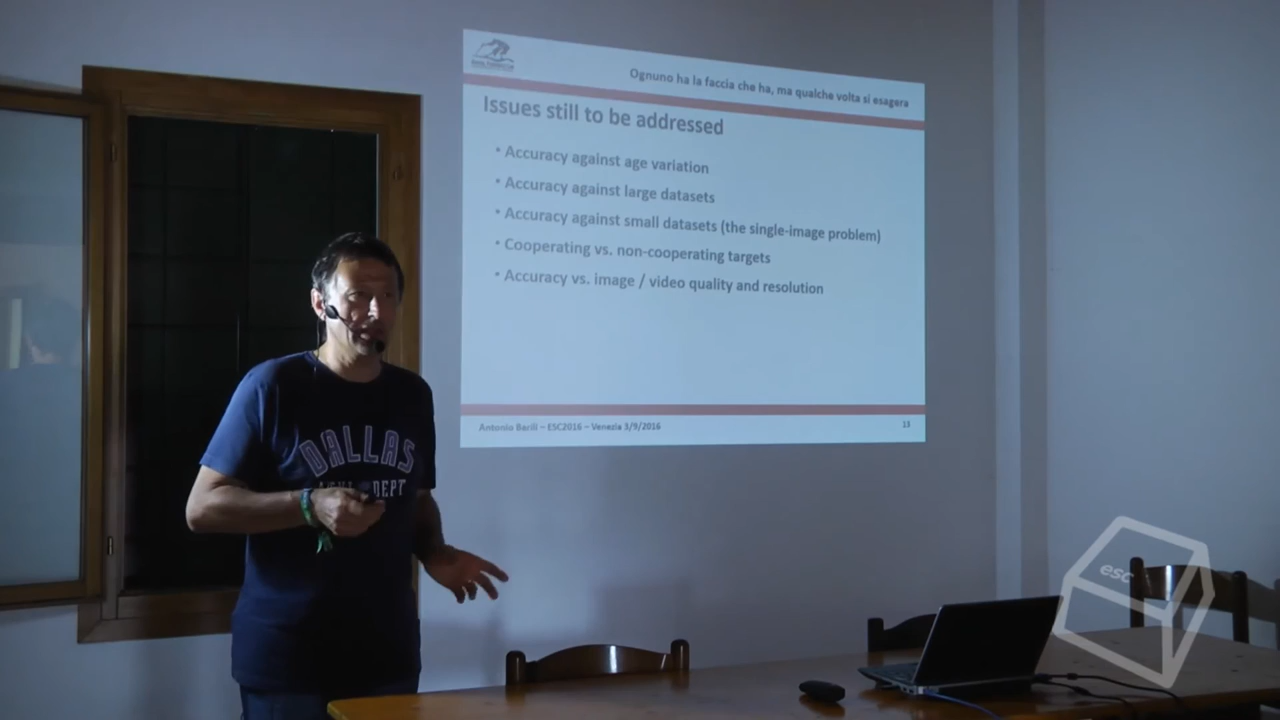 Ognuno ha la faccia che ha, ma qualche volta si esagera
Issues still to be addressed
• Accuracy against age variation
• Accuracy against large datasets
• Accuracy against small datasets (the single-image problem)
• Cooperating vs. non-cooperating targets
• Accuracy vs. image / video quality and resolution
Antonio Barili – ESC2016 – Venezia 3/9/2016
13
DALLAS
DEPT
esc